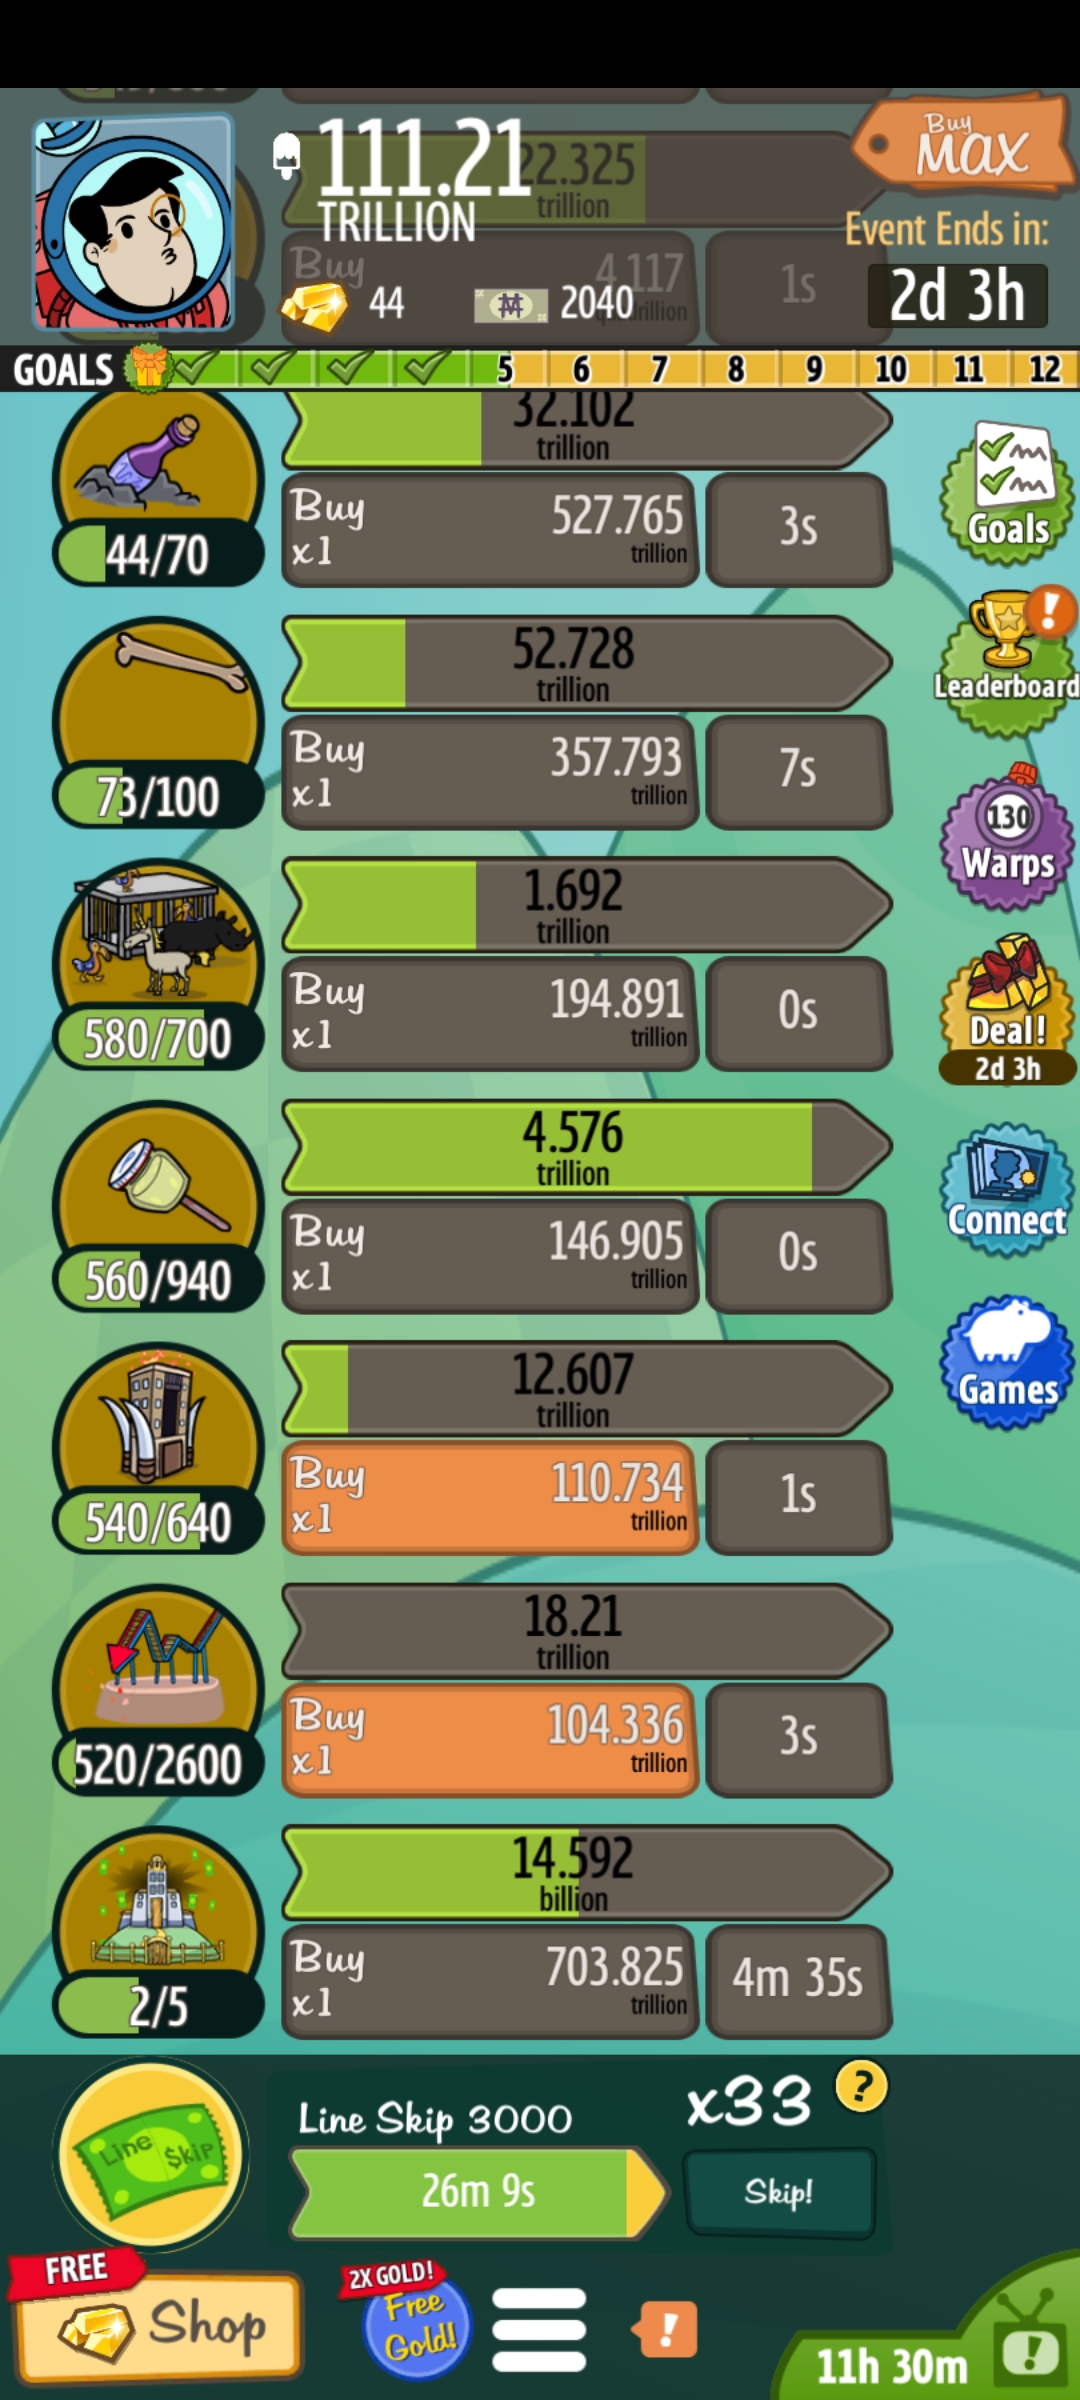 111.21
TRILLION
22.325
trillion
Buy
MAX
Event Ends in:
2d 3h
Buy
4.117
1s
44
2040
GOALS
5 6 7 8 9 10 11 12
32.102
trillion
44/70
Buy
x1
527.765
trillion
3s
Goals
52.728
trillion
73/100
Buy
x1
357.793
trillion
7s
Leaderboard
130
Warps
1.692
trillion
580/700
Buy
x1
194.891
trillion
0s
Deal!
2d 3h
4.576
trillion
560/940
Buy
x1
146.905
trillion
0s
Connect
12.607
trillion
540/640
Buy
x1
110.734
trillion
1s
Games
18.21
trillion
520/2600
Buy
x1
104.336
trillion
3s
14.592
billion
2/5
Buy
x1
703.825
trillion
4m 35s
Line $kip
Line Skip 3000
x33
?
26m 9s
Skip!
FREE
Shop
2X GOLD!
Free
Gold!
!
11h 30m
!